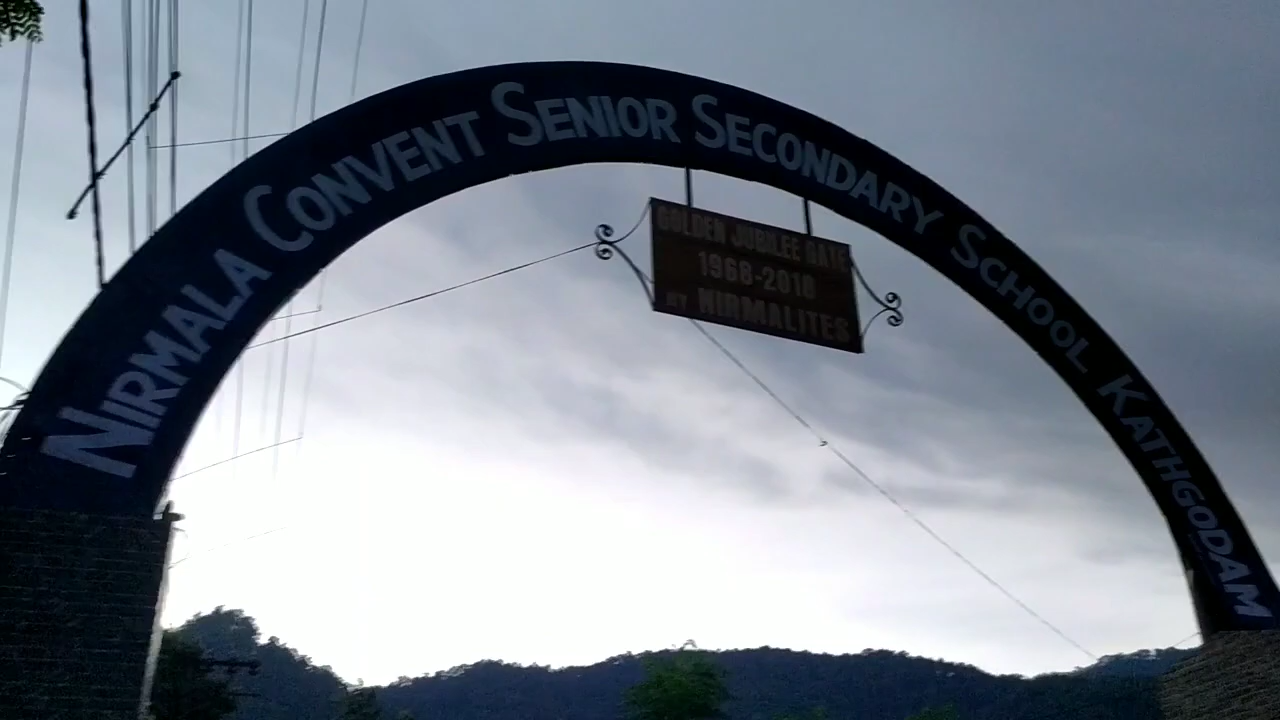 NIRMALA CONVENT SENIOR SECONDARY SCHOOL KATHGODAM
GOLDEN JUBILEE GATE
1968-2018
BY NIRMALITES